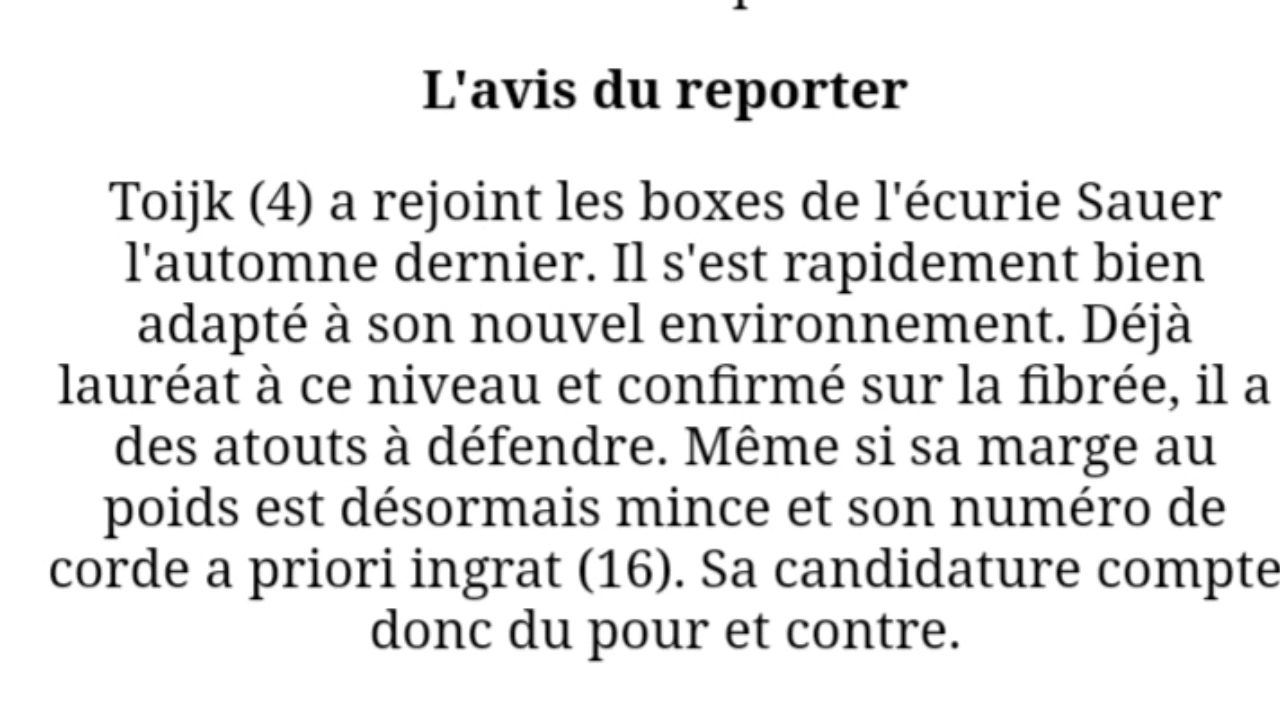 L'avis du reporter
Toijk (4) a rejoint les boxes de l'écurie Sauer
l'automne dernier. Il s'est rapidement bien
adapté à son nouvel environnement. Déjà
lauréat à ce niveau et confirmé sur la fibrée, il a
des atouts à défendre. Même si sa marge au
poids est désormais mince et son numéro de
corde a priori ingrat (16). Sa candidature compte
donc du pour et contre.